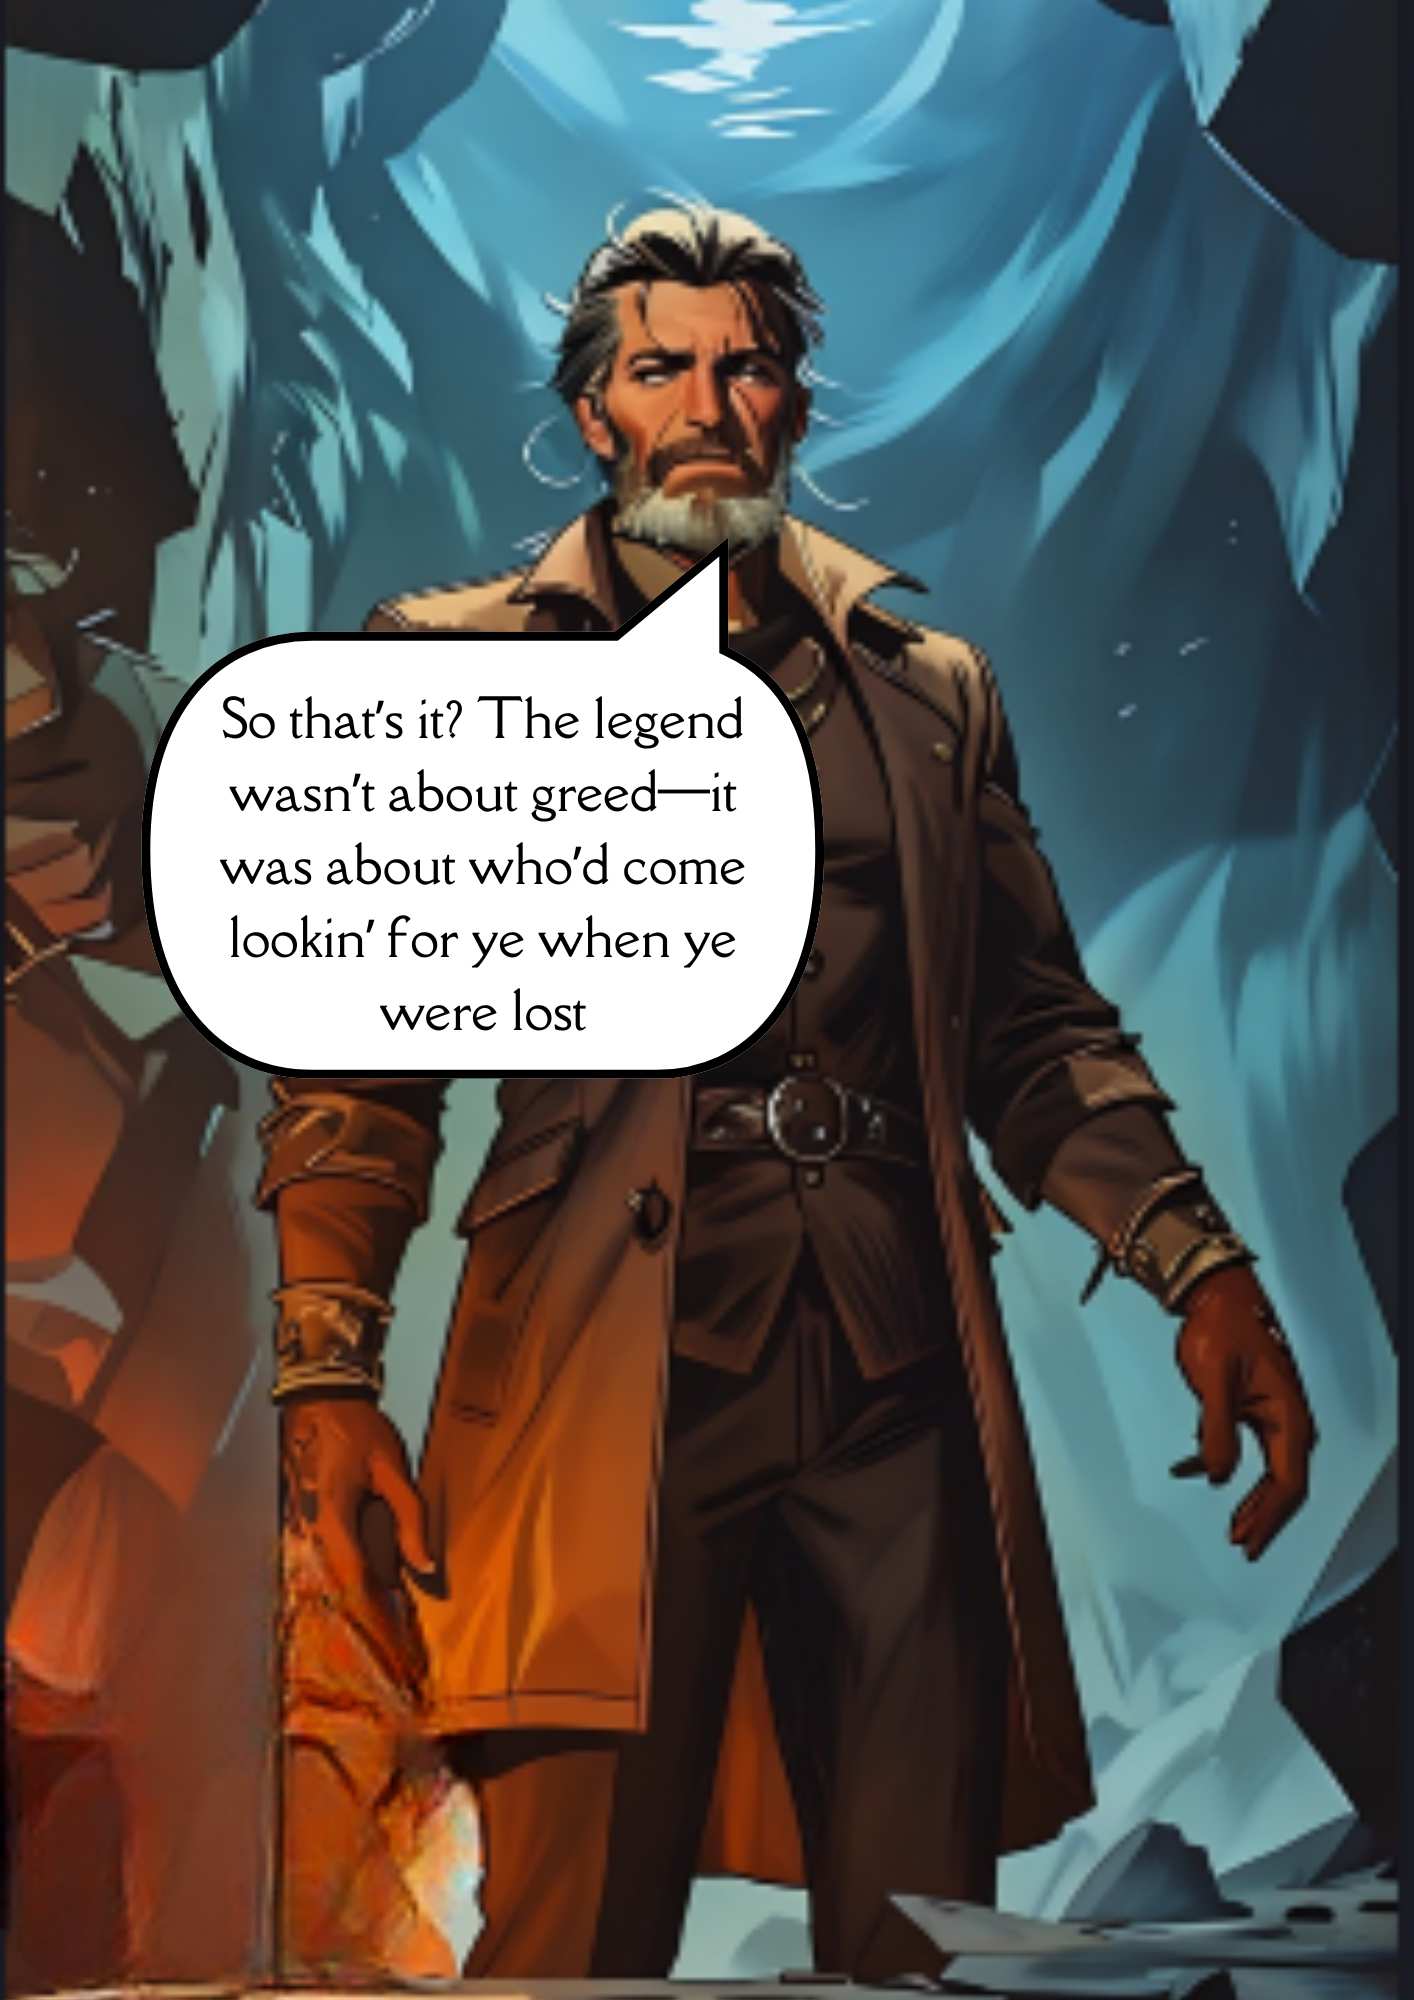 So that's it? The legend
wasn't about greed—it
was about who'd come
lookin' for ye when ye
were lost